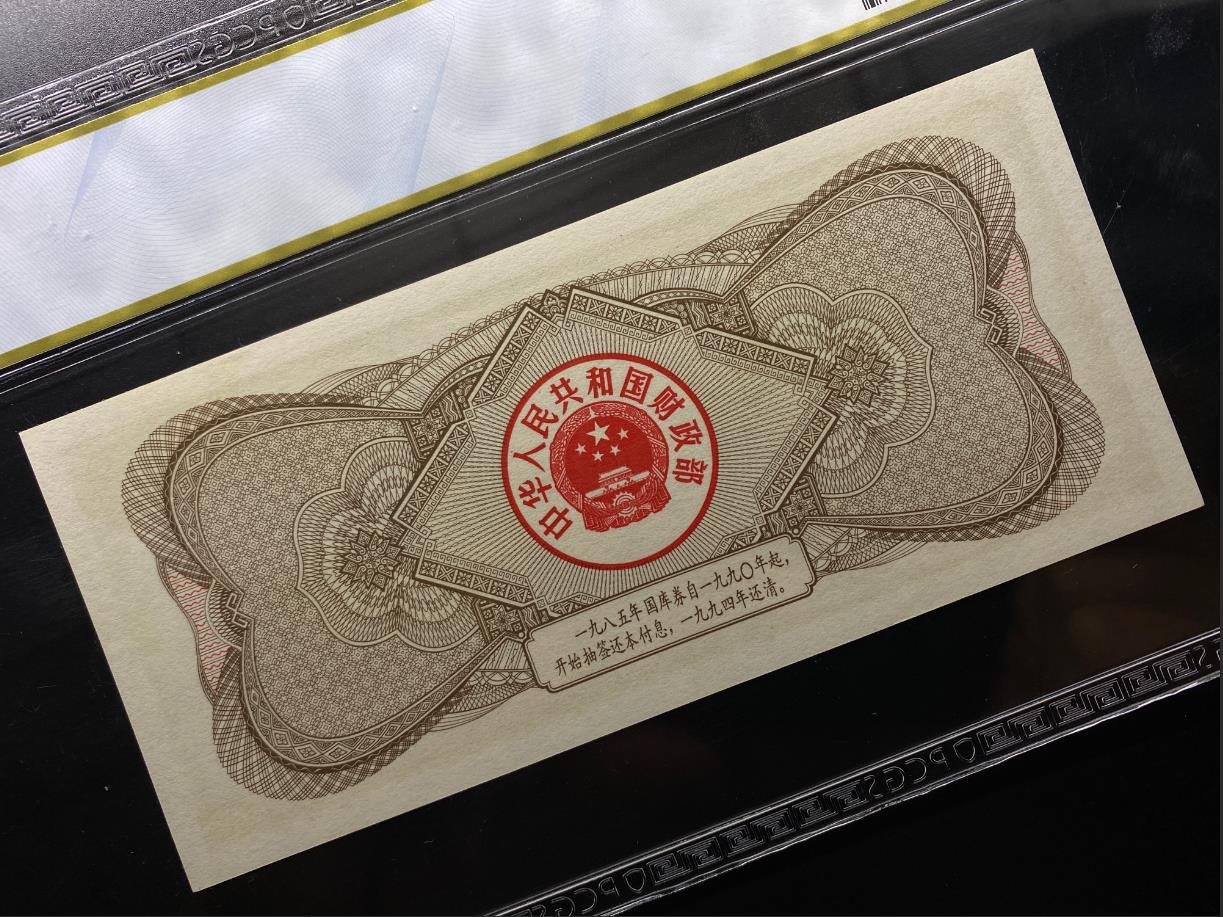 PCGS
中华人民共和国财政部
一九八五年国库券自一九九〇年起，
开始抽签还本付息，一九九四年还清。
PCGS